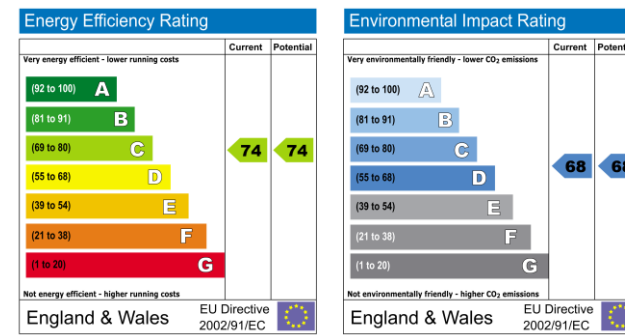 Energy Efficiency Rating
Current Potential
Very energy efficient - lower running costs
(92 to 100) A
(81 to 91) B
(69 to 80) C
74 74
(55 to 68) D
(39 to 54) E
(21 to 38) F
(1 to 20) G
Not energy efficient - higher running costs
England & Wales
EU Directive
2002/91/EC
Environmental Impact Rating
Current Potent
Very environmentally friendly - lower CO₂ emissions
(92 to 100) A
(81 to 91) B
(69 to 80) C
(55 to 68) D
68 68
(39 to 54) E
(21 to 38) F
(1 to 20) G
Not environmentally friendly - higher CO₂ emissions
England & Wales
EU Directive
2002/91/EC